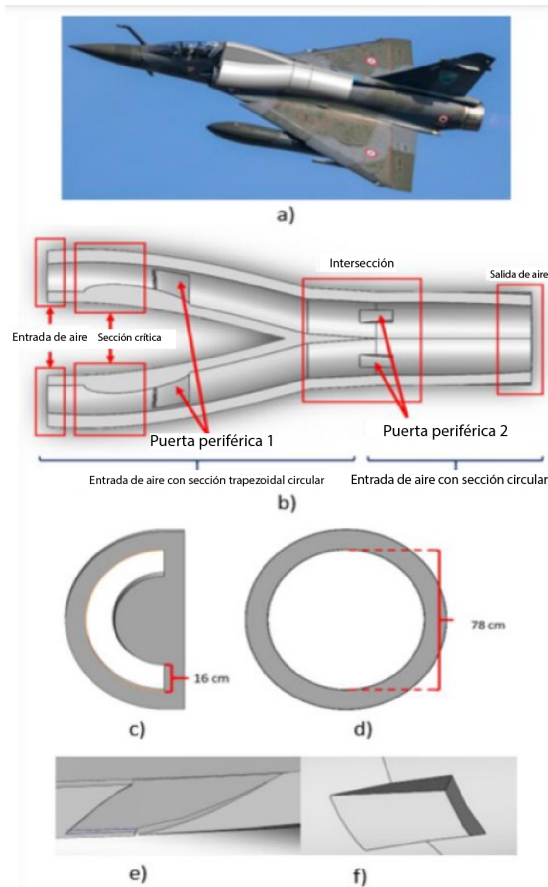 a)
Intersección
Salida de aire
Entrada de aire
Sección crítica
Puerta periférica 1
Puerta periférica 2
Entrada de aire con sección trapezoidal circular
Entrada de aire con sección circular
b)
16 cm
78 cm
c)
d)
e)
f)